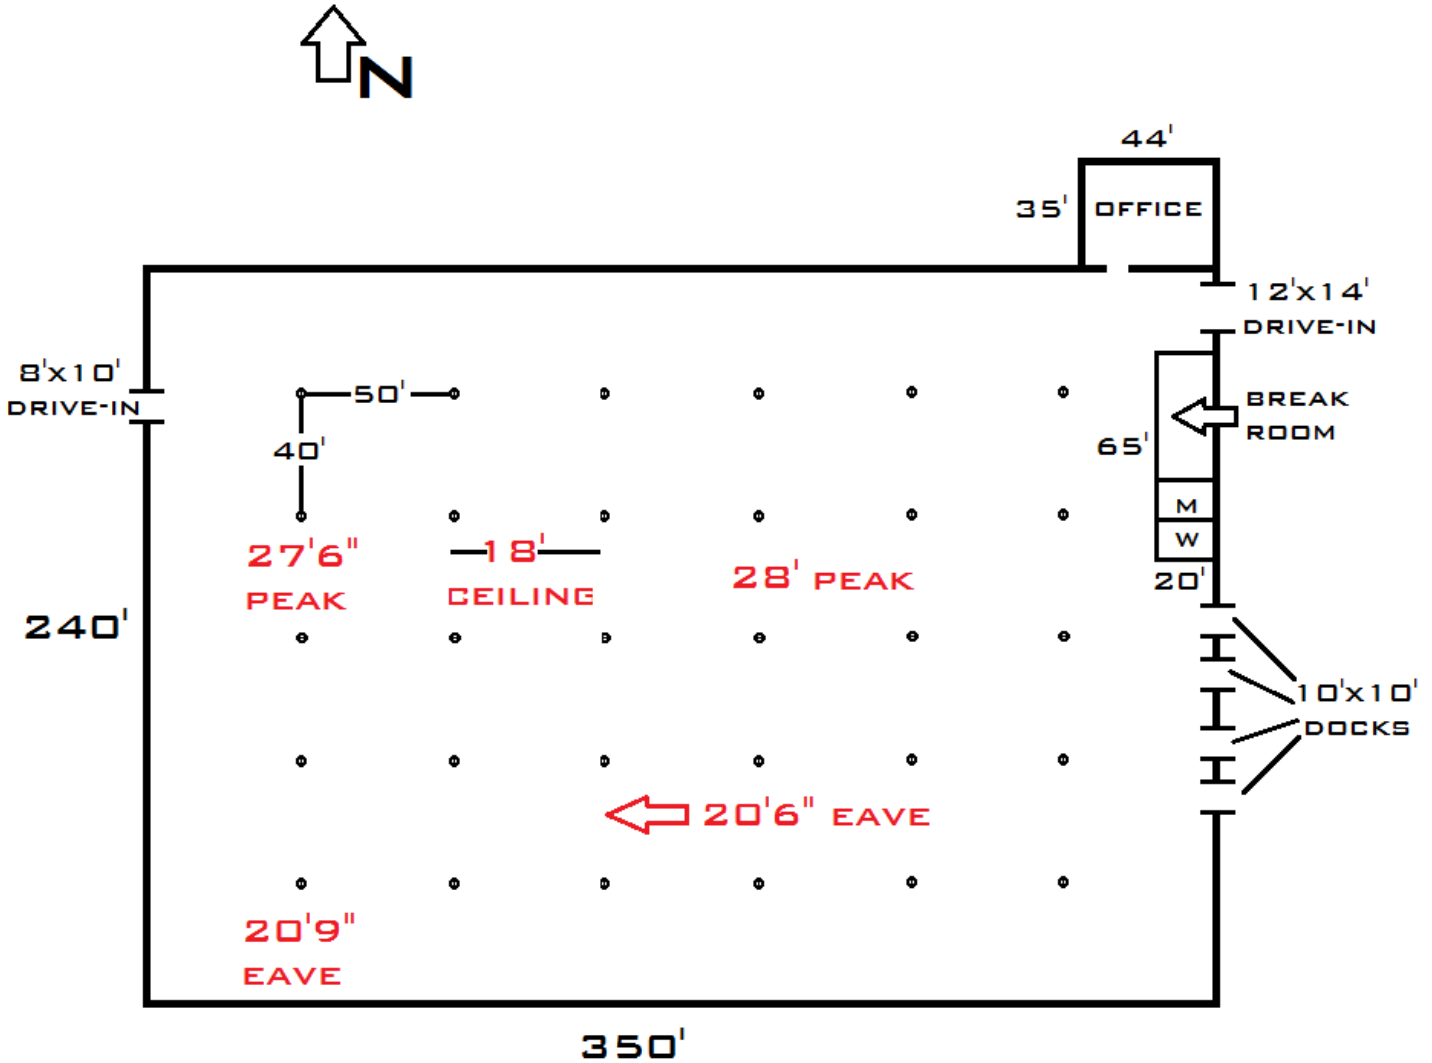 N
44'
35'
OFFICE
12'x14'
DRIVE-IN
8'x10'
DRIVE-IN
50'
40'
BREAK
ROOM
65'
M
W
20'
27'6"
PEAK
18'
CEILING
28' PEAK
240'
10'x10'
DOCKS
20'6" EAVE
20'9"
EAVE
350'